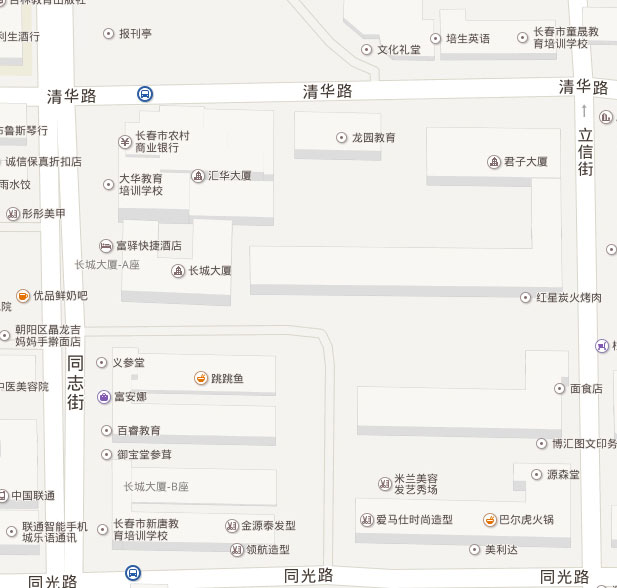 吉林教育出版社
利生酒行
报刊亭
文化礼堂
培生英语
长春市童晟教
育培训学校
清华路
清华路
清华路
布鲁斯琴行
长春市农村
商业银行
龙园教育
君子大厦
↑
立信街
诚信保真折扣店
大华教育
培训学校
汇华大厦
雨水饺
彤彤美甲
富驿快捷酒店
长城大厦-A座
长城大厦
优品鲜奶吧
院
红星炭火烤肉
朝阳区晶龙吉
妈妈手擀面店
同志街
义参堂
跳跳鱼
中医美容院
富安娜
面食店
百睿教育
博汇图文印务
御宝堂参茸
长城大厦-B座
米兰美容
发艺秀场
源森堂
中国联通
联通智能手机
城乐语通讯
长春市新唐教
育培训学校
金源泰发型
爱马仕时尚造型
巴尔虎火锅
领航造型
美利达
同光路
同光路
同光路